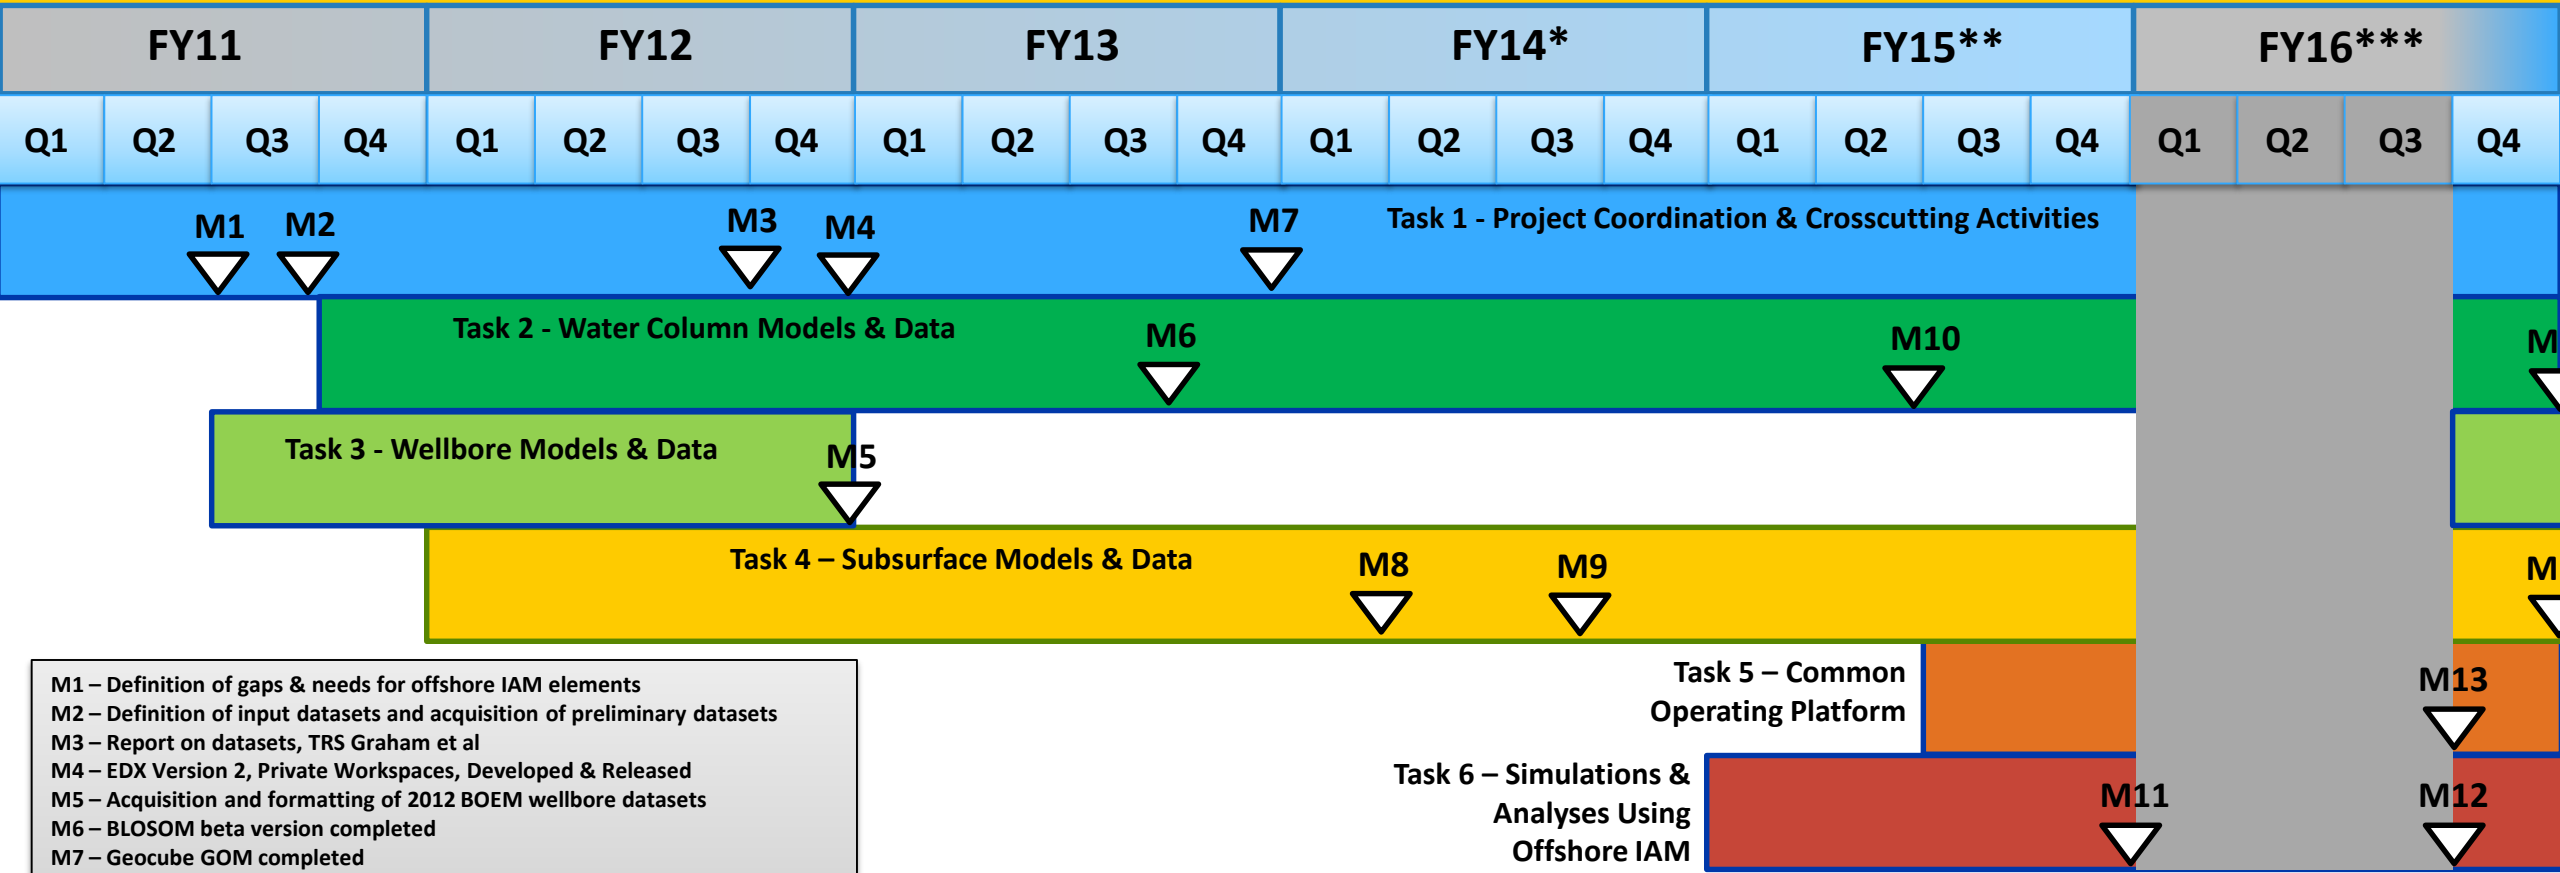 FY11 FY12 FY13 FY14* FY15** FY16***
Q1 Q2 Q3 Q4 Q1 Q2 Q3 Q4 Q1 Q2 Q3 Q4 Q1 Q2 Q3 Q4 Q1 Q2 Q3 Q4 Q1 Q2 Q3 Q4
M1 M2 M3 M4 M7 Task 1 - Project Coordination & Crosscutting Activities
Task 2 - Water Column Models & Data M6 M10 M
Task 3 - Wellbore Models & Data M5
Task 4 – Subsurface Models & Data M8 M9 M
Task 5 – Common
Operating Platform
M13
Task 6 – Simulations &
Analyses Using
Offshore IAM
M11 M12
M1 – Definition of gaps & needs for offshore IAM elements
M2 – Definition of input datasets and acquisition of preliminary datasets
M3 – Report on datasets, TRS Graham et al
M4 – EDX Version 2, Private Workspaces, Developed & Released
M5 – Acquisition and formatting of 2012 BOEM wellbore datasets
M6 – BLOSOM beta version completed
M7 – Geocube GOM completed